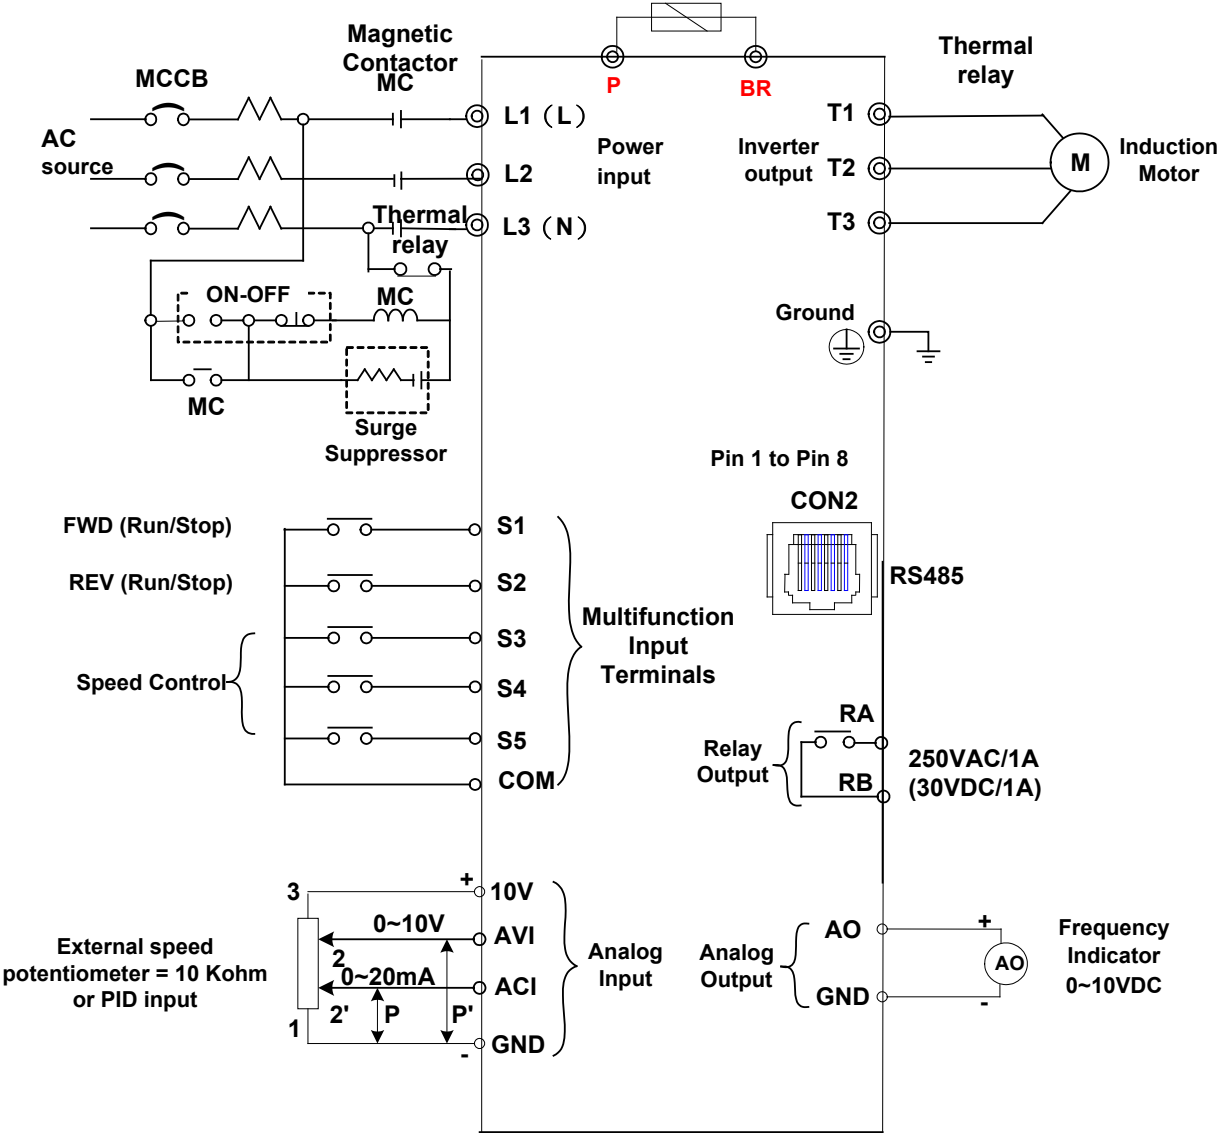 Magnetic
Contactor
MC
MCCB
AC
source
P
BR
Thermal
relay
L1 (L)
L2
L3 (N)
Power
input
Inverter
output
T1
T2
T3
M
Induction
Motor
Thermal
relay
ON-OFF
MC
MC
Surge
Suppressor
Ground
Pin 1 to Pin 8
CON2
RS485
FWD (Run/Stop)
REV (Run/Stop)
Speed Control
S1
S2
S3
S4
S5
COM
Multifunction
Input
Terminals
Relay
Output
RA
RB
250VAC/1A
(30VDC/1A)
External speed
potentiometer = 10 Kohm
or PID input
3
2
2'
1
+
0~10V
0~20mA
P
P'
-
10V
AVI
ACI
GND
Analog
Input
Analog
Output
AO
GND
+
AO
-
Frequency
Indicator
0~10VDC